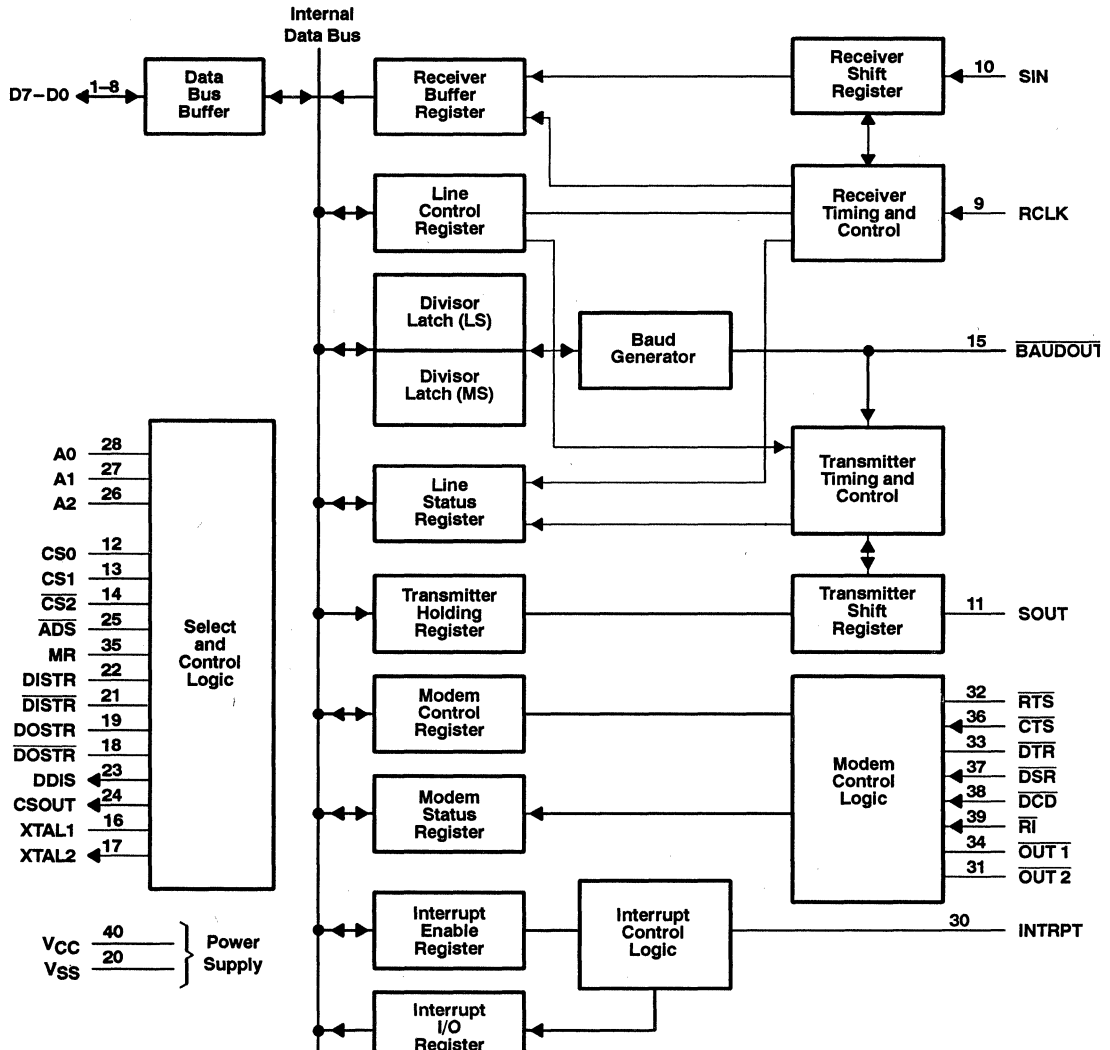 Internal
Data Bus
D7–D0
1–8
Data
Bus
Buffer
Receiver
Buffer
Register
Receiver
Shift
Register
10
SIN
Line
Control
Register
Receiver
Timing and
Control
9
RCLK
Divisor
Latch (LS)
Divisor
Latch (MS)
Baud
Generator
15
BAUDOUT
A0 28
A1 27
A2 26
CS0 12
CS1 13
CS2 14
ADS 25
MR 35
DISTR 22
DISTR 21
DOSTR 19
DOSTR 18
DDIS 23
CSOUT 24
XTAL1 16
XTAL2 17
Select
and
Control
Logic
Line
Status
Register
Transmitter
Timing and
Control
Transmitter
Holding
Register
Transmitter
Shift
Register
11
SOUT
Modem
Control
Register
Modem
Status
Register
Modem
Control
Logic
32 RTS
36 CTS
33 DTR
37 DSR
38 DCD
39 RI
34 OUT 1
31 OUT 2
Interrupt
Enable
Register
Interrupt
Control
Logic
30
INTRPT
VCC 40
VSS 20
Power
Supply
Interrupt
I/O
Register